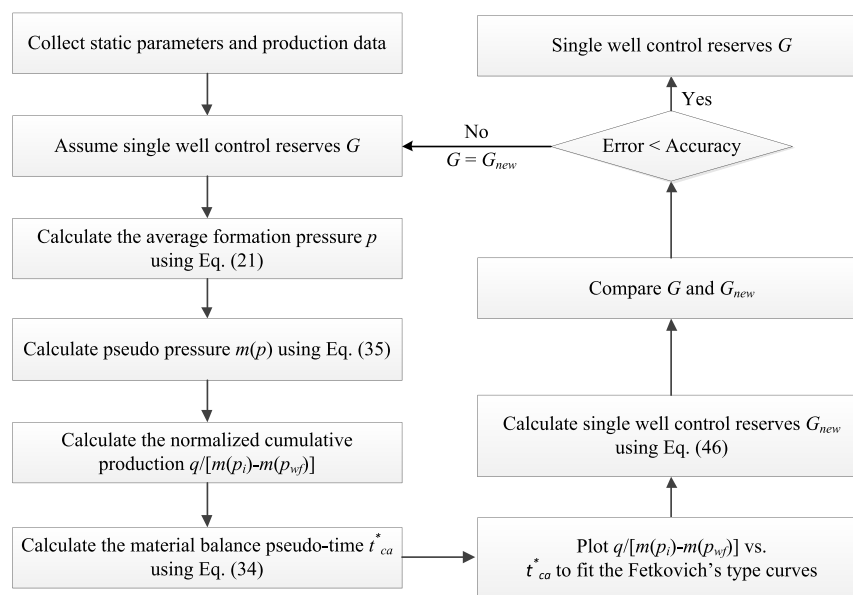 Collect static parameters and production data
Assume single well control reserves G
Calculate the average formation pressure p
using Eq. (21)
Calculate pseudo pressure m(p) using Eq. (35)
Calculate the normalized cumulative
production q/[m(pi)-m(pwf)]
Calculate the material balance pseudo-time t*ca
using Eq. (34)
Plot q/[m(pi)-m(pwf)] vs.
t*ca to fit the Fetkovich's type curves
Calculate single well control reserves Gnew
using Eq. (46)
Compare G and Gnew
Error < Accuracy
No
G = Gnew
Yes
Single well control reserves G